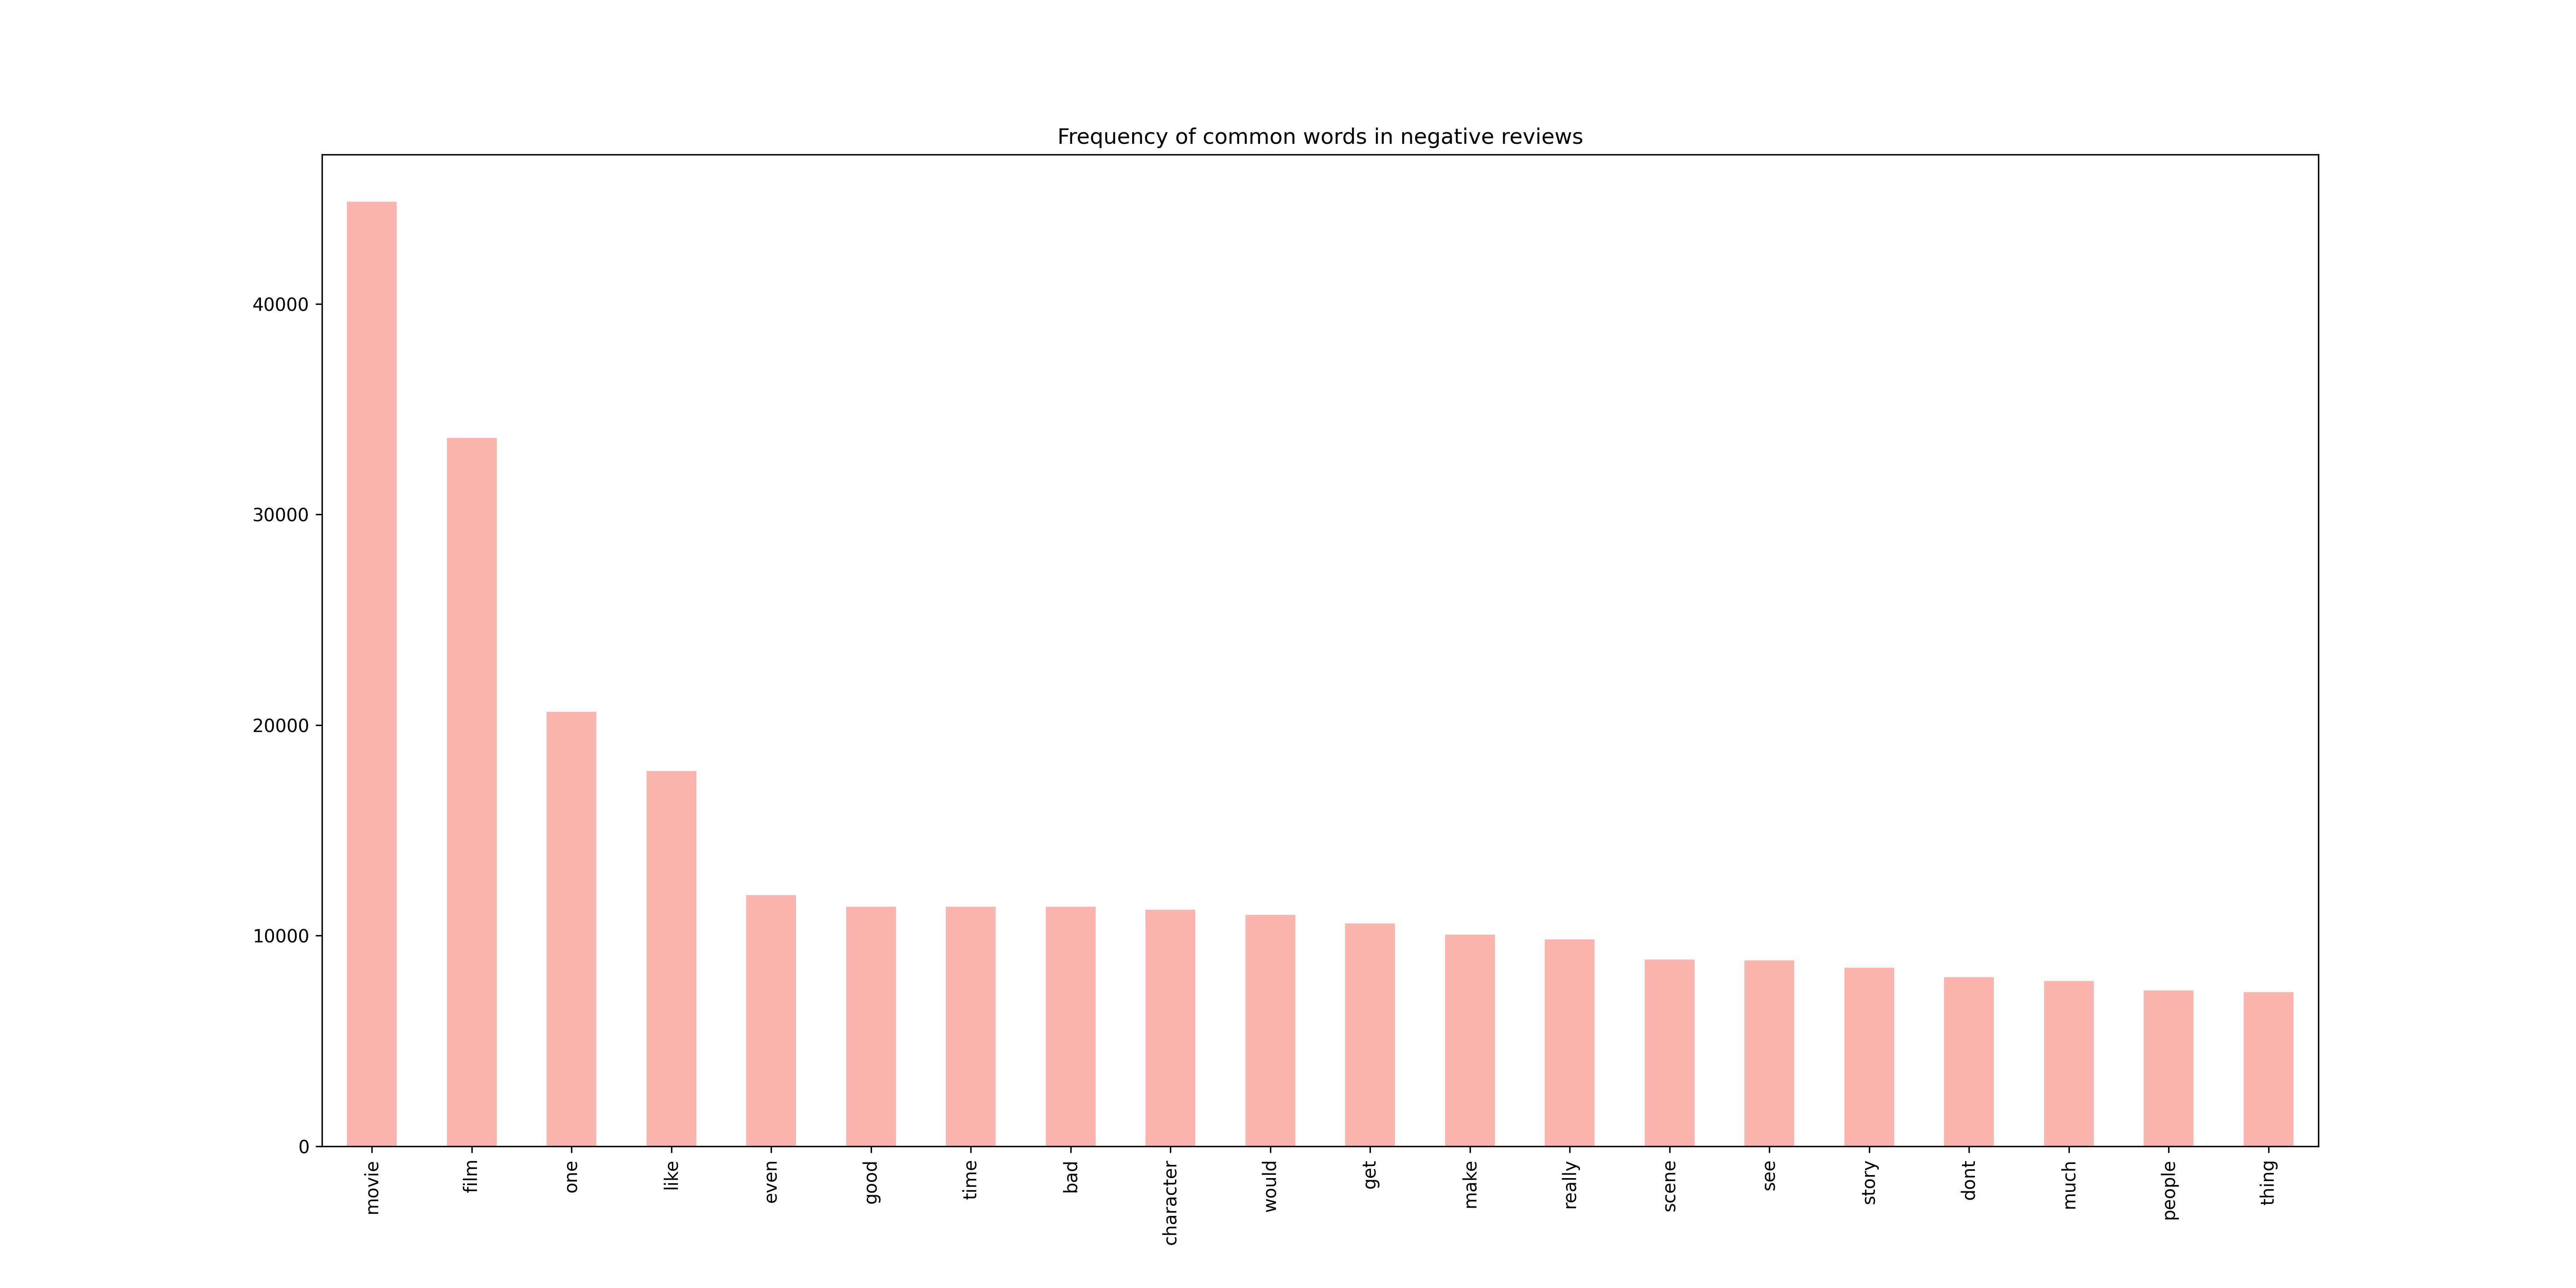 Frequency of common words in negative reviews
40000
30000
20000
10000
0
movie
film
one
like
even
good
time
bad
character
would
get
make
really
scene
see
story
dont
much
people
thing